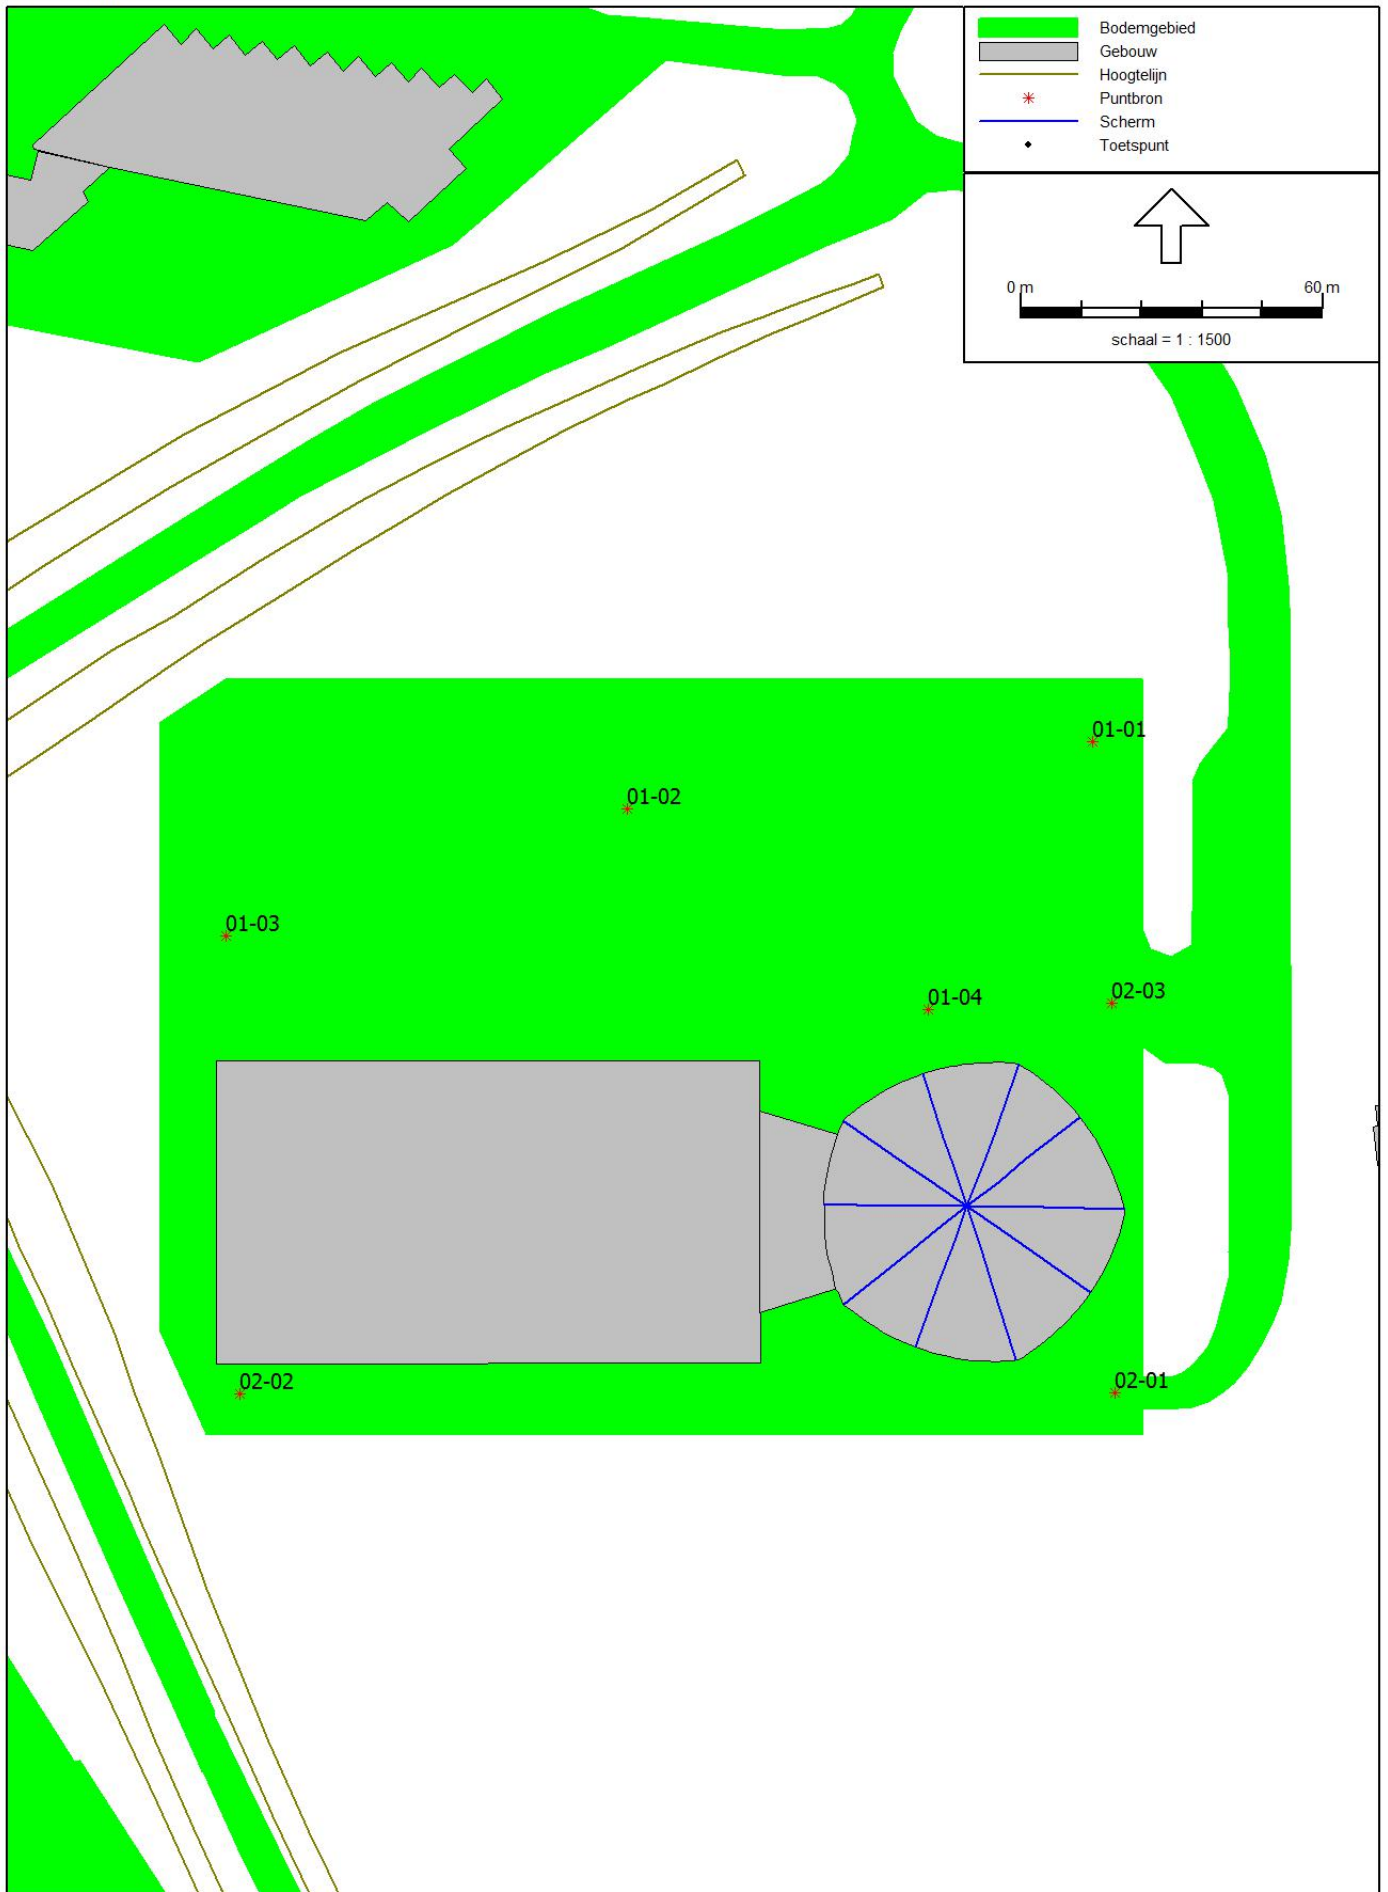 Bodemgebied
Gebouw
Hoogtelijn
Puntbron
Scherm
Toetspunt
0 m 60 m
schaal = 1 : 1500
01-01
01-02
01-03
01-04
02-03
02-02
02-01